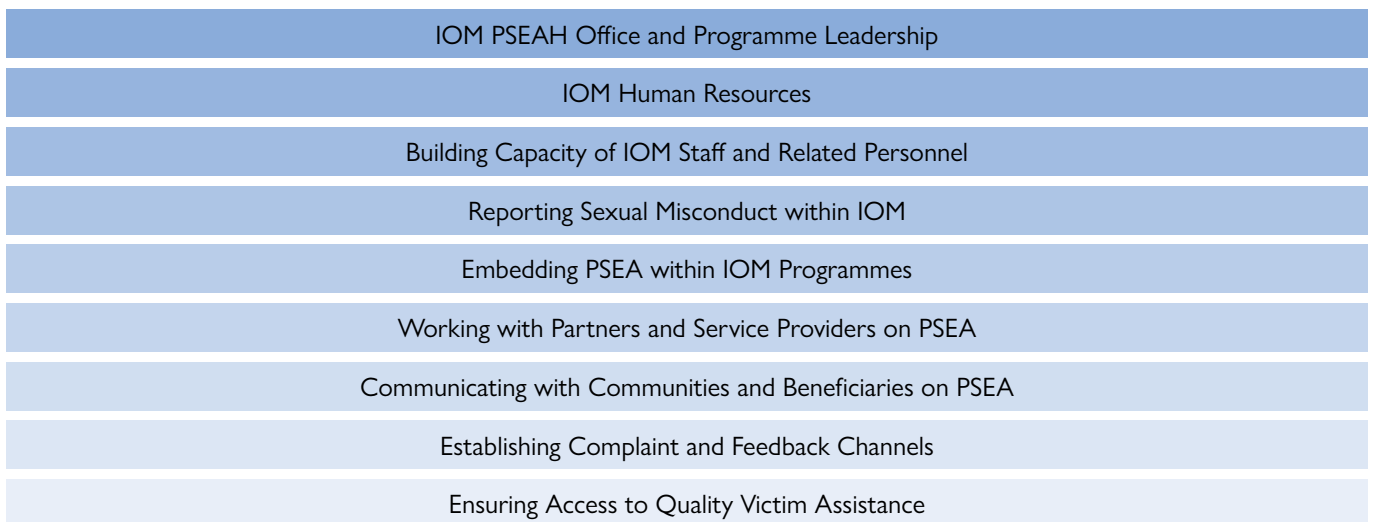 IOM PSEAH Office and Programme Leadership
IOM Human Resources
Building Capacity of IOM Staff and Related Personnel
Reporting Sexual Misconduct within IOM
Embedding PSEA within IOM Programmes
Working with Partners and Service Providers on PSEA
Communicating with Communities and Beneficiaries on PSEA
Establishing Complaint and Feedback Channels
Ensuring Access to Quality Victim Assistance